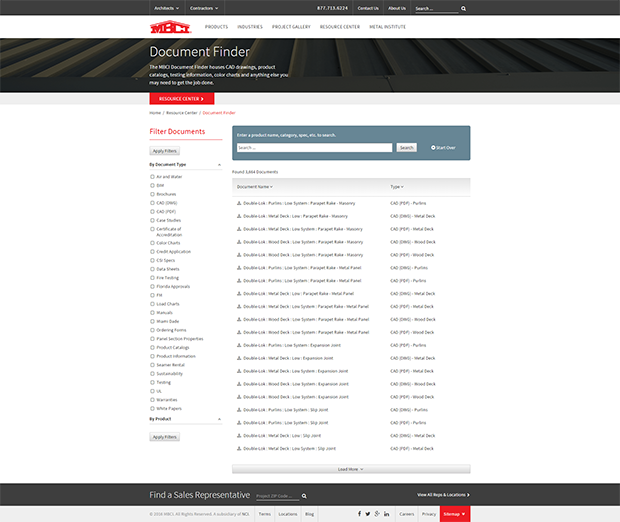 Architects Contractors 877.713.6224 Contact Us About Us Search ...
MBCI PRODUCTS INDUSTRIES PROJECT GALLERY RESOURCE CENTER METAL INSTITUTE
Document Finder
The MBCI Document Finder houses CAD drawings, product
catalogs, testing information, color charts and anything else you
may need to get the job done.
RESOURCE CENTER
Home / Resource Center / Document Finder
Filter Documents
Apply Filters
By Document Type
Air and Water
BIM
Brochures
CAD (DWG)
CAD (PDF)
Case Studies
Certificate of
Accreditation
Color Charts
Credit Application
CSI Specs
Data Sheets
Fire Testing
Florida Approvals
FM
Load Charts
Manuals
Miami Dade
Ordering Forms
Panel Section Properties
Product Catalogs
Product Information
Seamer Rental
Sustainability
Testing
UL
Warranties
White Papers
By Product
Apply Filters
Enter a product name, category, spec, etc. to search.
Search ... Search Start Over
Documents
Document Name Type
Double-Lok : Purlins : Low System : Parapet Rake - Masonry CAD (PDF) - Purlins
Double-Lok : Metal Deck : Low : Parapet Rake - Masonry CAD (DWG) - Metal Deck
Double-Lok : Metal Deck : Low System : Parapet Rake - Masonry CAD (PDF) - Metal Deck
Double-Lok : Wood Deck : Low System : Parapet Rake - Masonry CAD (DWG) - Wood Deck
Double-Lok : Wood Deck : Low System : Parapet Rake - Masonry CAD (PDF) - Wood Deck
Double-Lok : Purlins : Low System : Parapet Rake - Metal Panel CAD (DWG) - Purlins
Double-Lok : Purlins : Low System : Parapet Rake - Metal Panel CAD (PDF) - Purlins
Double-Lok : Metal Deck : Low : Parapet Rake - Metal Panel CAD (DWG) - Metal Deck
Double-Lok : Metal Deck : Low System : Parapet Rake - Metal Panel CAD (PDF) - Metal Deck
Double-Lok : Wood Deck : Low System : Parapet Rake - Metal Panel CAD (DWG) - Wood Deck
Double-Lok : Wood Deck : Low System : Parapet Rake - Metal Panel CAD (PDF) - Wood Deck
Double-Lok : Purlins : Low System : Expansion Joint CAD (PDF) - Purlins
Double-Lok : Metal Deck : Low : Expansion Joint CAD (DWG) - Metal Deck
Double-Lok : Metal Deck : Low System : Expansion Joint CAD (PDF) - Metal Deck
Double-Lok : Wood Deck : Low System : Expansion Joint CAD (DWG) - Wood Deck
Double-Lok : Wood Deck : Low System : Expansion Joint CAD (PDF) - Wood Deck
Double-Lok : Purlins : Low System : Slip Joint CAD (DWG) - Purlins
Double-Lok : Purlins : Low System : Slip Joint CAD (PDF) - Purlins
Double-Lok : Metal Deck : Low : Slip Joint CAD (DWG) - Metal Deck
Double-Lok : Metal Deck : Low System : Slip Joint CAD (PDF) - Metal Deck
Load More
Find a Sales Representative Project ZIP Code ... View All Reps & Locations
MBCI. All Rights Reserved. A subsidiary of NCI. Terms Locations Blog Careers Privacy Sitemap